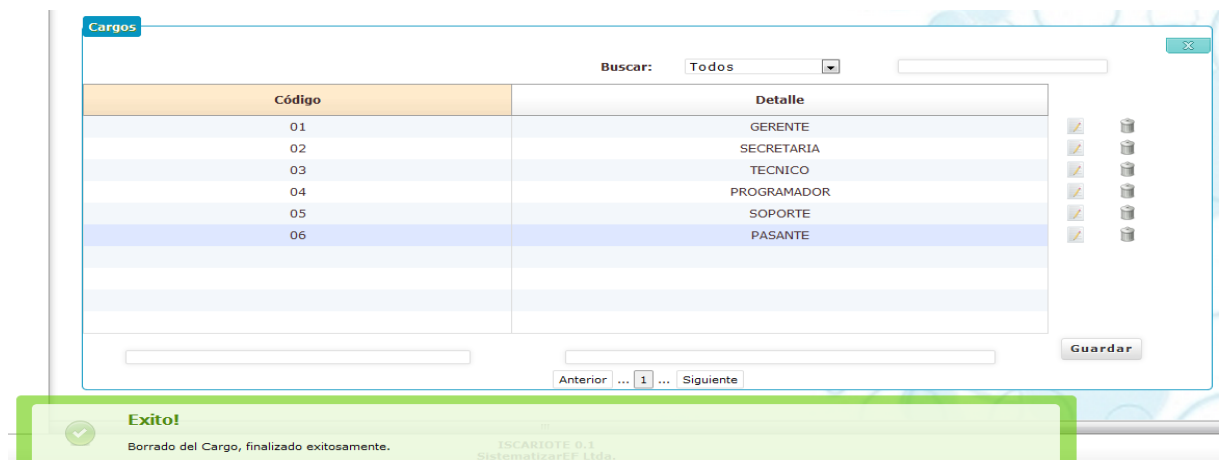 Cargos
Buscar: Todos
Código Detalle
01 GERENTE
02 SECRETARIA
03 TECNICO
04 PROGRAMADOR
05 SOPORTE
06 PASANTE
Guardar
Anterior ... 1 ... Siguiente
Exito!
Borrado del Cargo, finalizado exitosamente.
ISCARIOTE 0.1
SistematizarEF Ltda.